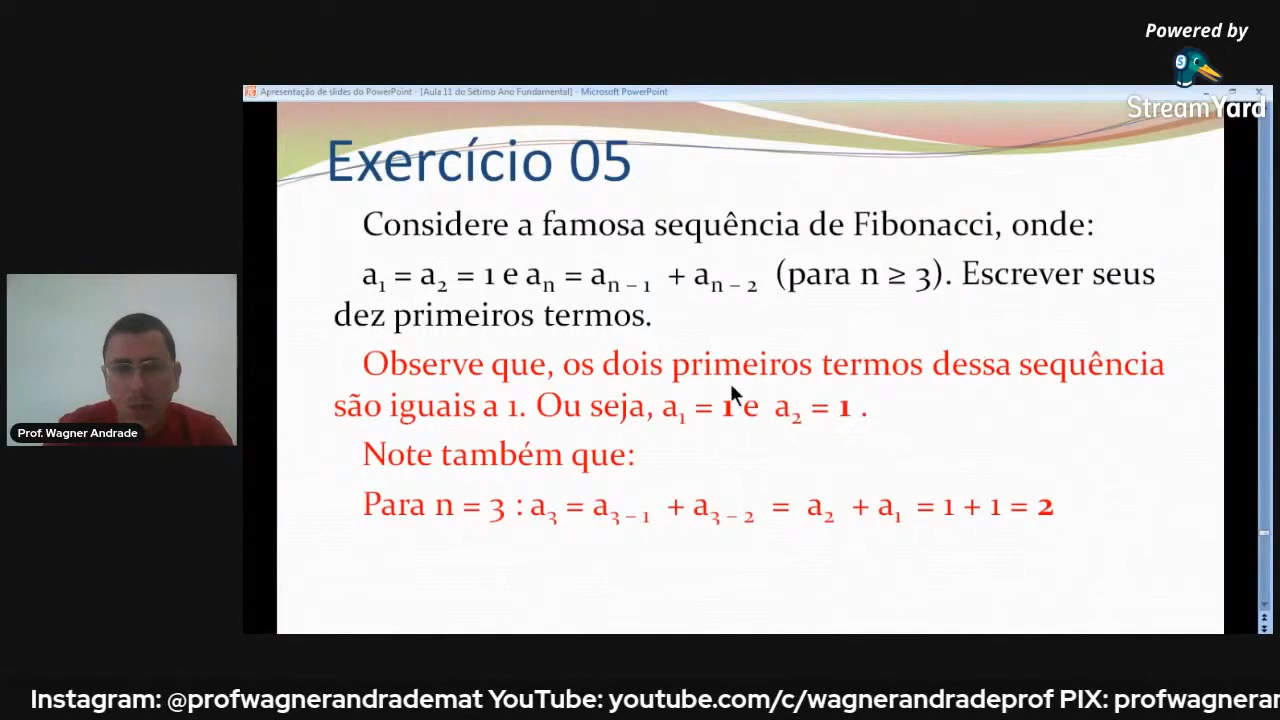 Powered by
StreamYard
Apresentação de slides do PowerPoint - [Aula 11 do Sétimo Ano Fundamental] - Microsoft PowerPoint
Exercício 05
Considere a famosa sequência de Fibonacci, onde:
a₁ = a₂ = 1 e aₙ = aₙ ₋ ₁ + aₙ ₋ ₂ (para n ≥ 3). Escrever seus
dez primeiros termos.
Observe que, os dois primeiros termos dessa sequência
são iguais a 1. Ou seja, a₁ = 1 e a₂ = 1 .
Note também que:
Para n = 3 : a₃ = a₃ ₋ ₁ + a₃ ₋ ₂ = a₂ + a₁ = 1 + 1 = 2
Prof. Wagner Andrade
Instagram: @profwagnerandrademat YouTube: youtube.com/c/wagnerandradeprof PIX: profwagneran